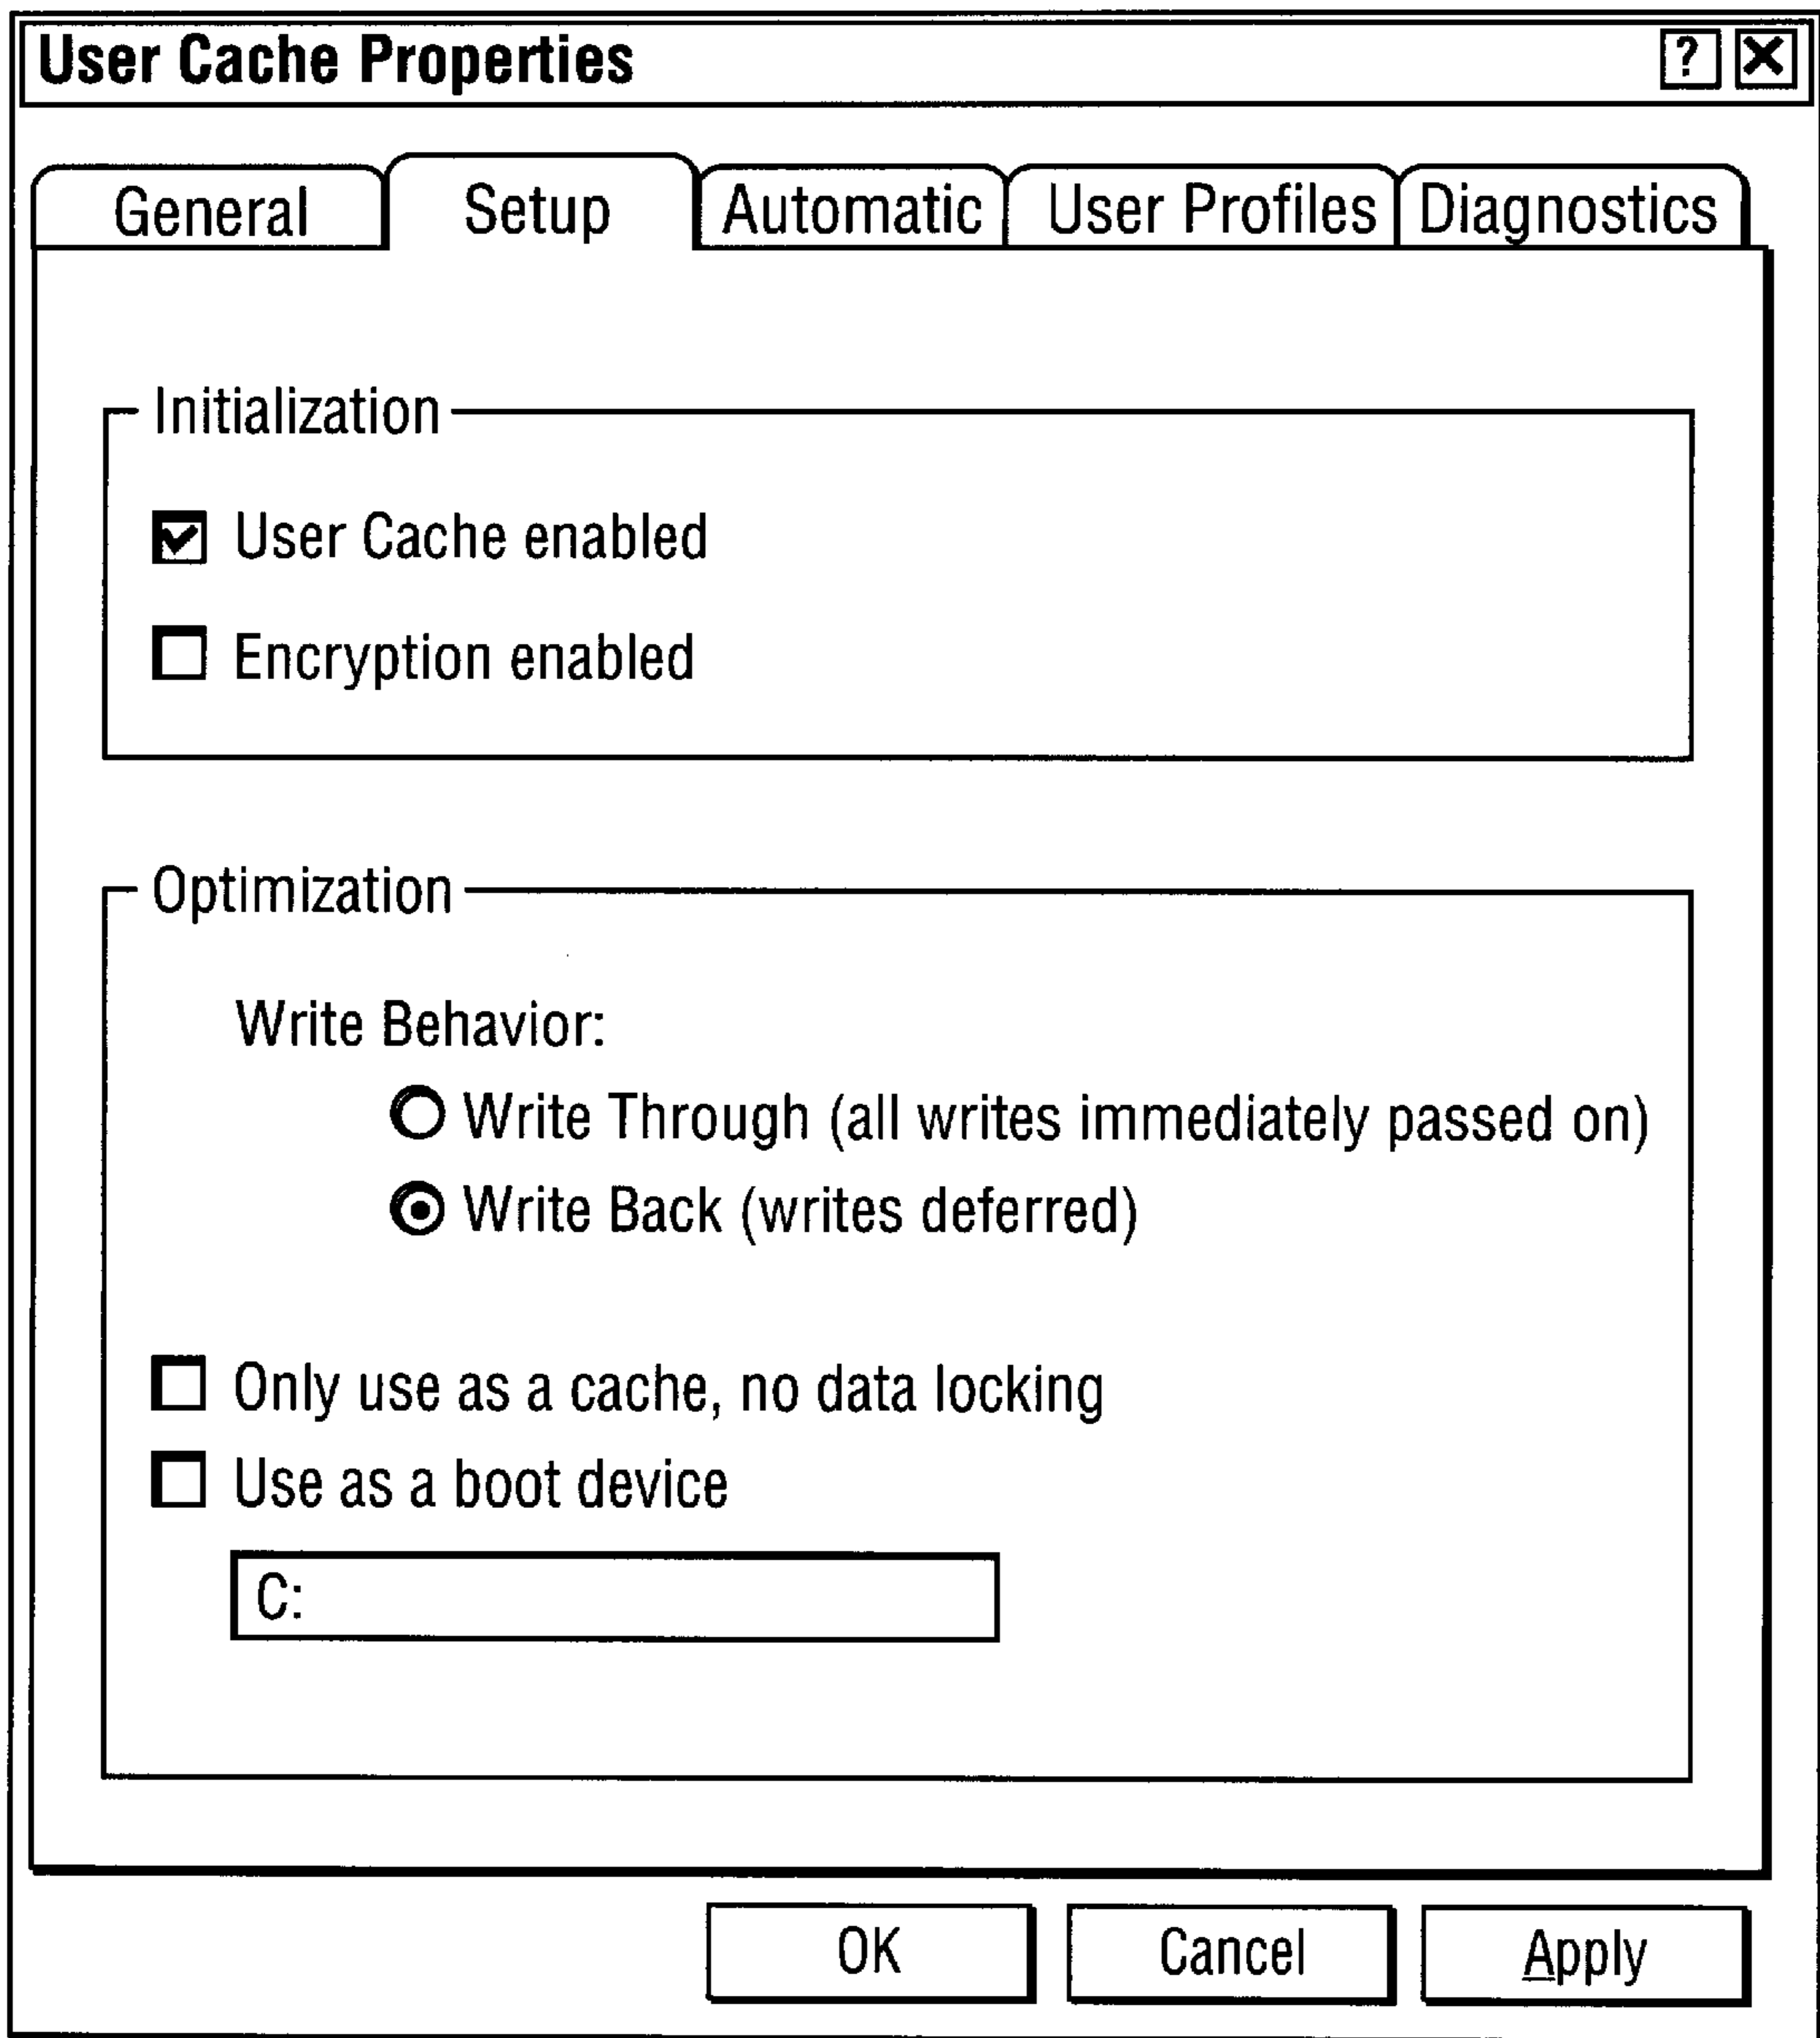 User Cache Properties ?
General Setup Automatic User Profiles Diagnostics
Initialization
User Cache enabled
Encryption enabled
Optimization
Write Behavior:
Write Through (all writes immediately passed on)
Write Back (writes deferred)
Only use as a cache, no data locking
Use as a boot device
C:
OK Cancel Apply